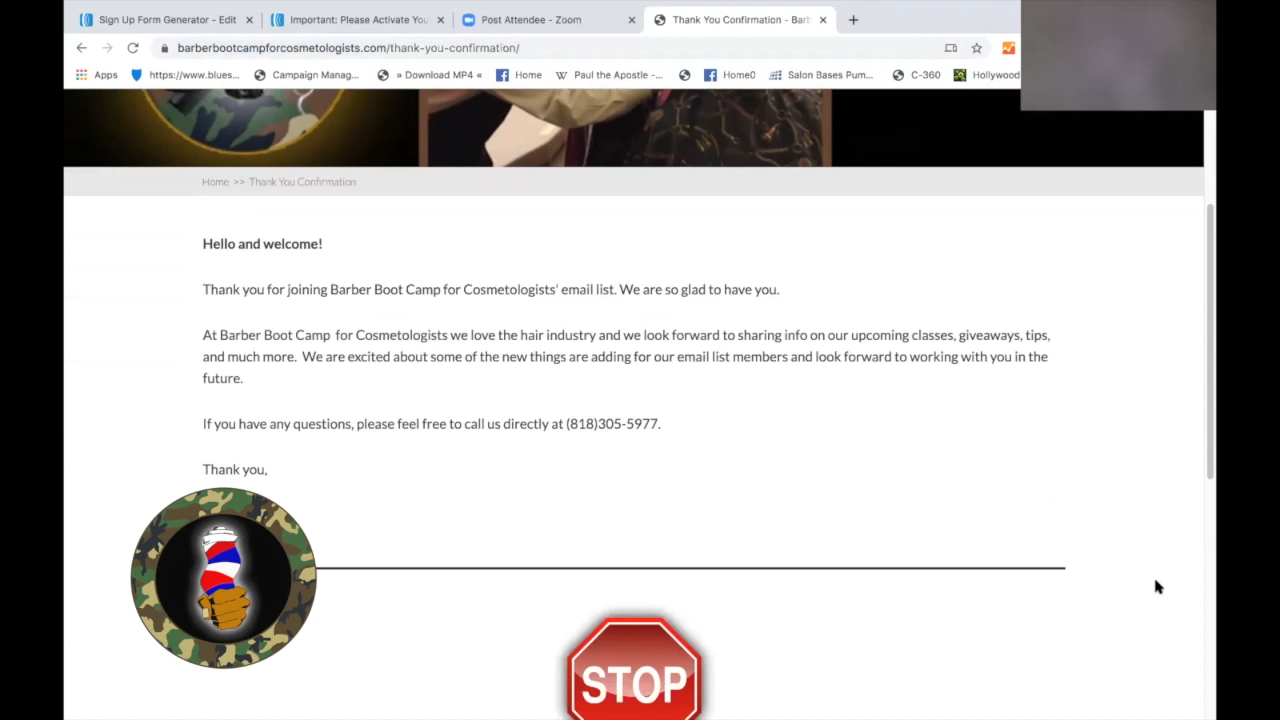 Sign Up Form Generator - Edit
Important: Please Activate You
Post Attendee - Zoom
Thank You Confirmation - Barb
barberbootcampforcosmetologists.com/thank-you-confirmation/
Apps
https://www.blues...
Campaign Manag...
» Download MP4 «
Home
Paul the Apostle -...
Home0
Salon Bases Pum...
C-360
Hollywood
Home >> Thank You Confirmation
Hello and welcome!
Thank you for joining Barber Boot Camp for Cosmetologists' email list. We are so glad to have you.
At Barber Boot Camp for Cosmetologists we love the hair industry and we look forward to sharing info on our upcoming classes, giveaways, tips,
and much more. We are excited about some of the new things are adding for our email list members and look forward to working with you in the
future.
If you have any questions, please feel free to call us directly at (818)305-5977.
Thank you,
STOP